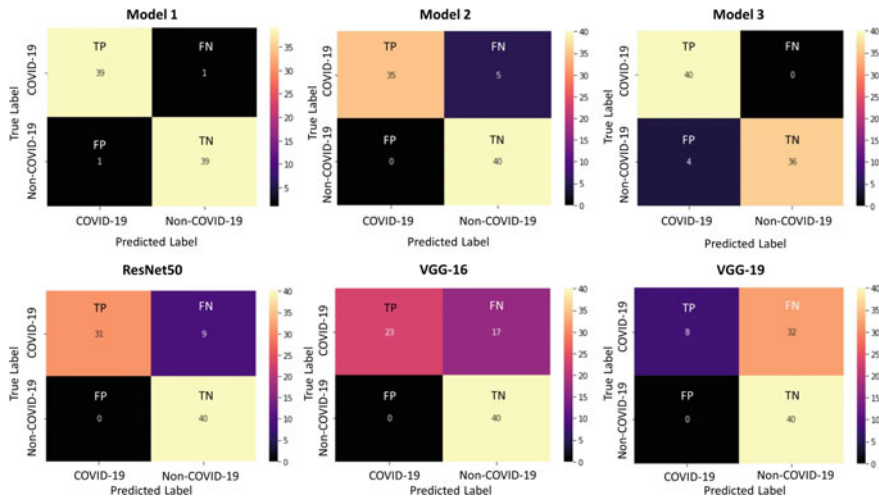 Model 1
True Label
COVID-19
Non-COVID-19
TP
39
FN
1
FP
1
TN
39
COVID-19
Non-COVID-19
Predicted Label
35
30
25
20
15
10
5
Model 2
True Label
COVID-19
Non-COVID-19
TP
35
FN
5
FP
0
TN
40
COVID-19
Non-COVID-19
Predicted Label
40
35
30
25
20
15
10
5
0
Model 3
True Label
COVID-19
Non-COVID-19
TP
40
FN
0
FP
4
TN
36
COVID-19
Non-COVID-19
Predicted Label
40
35
30
25
20
15
10
5
0
ResNet50
True Label
COVID-19
Non-COVID-19
TP
31
FN
9
FP
0
TN
40
COVID-19
Non-COVID-19
Predicted Label
40
35
30
25
20
15
10
5
0
VGG-16
True Label
COVID-19
Non-COVID-19
TP
23
FN
17
FP
0
TN
40
COVID-19
Non-COVID-19
Predicted Label
40
35
30
25
20
15
10
5
0
VGG-19
True Label
COVID-19
Non-COVID-19
TP
8
FN
32
FP
0
TN
40
COVID-19
Non-COVID-19
Predicted Label
40
35
30
25
20
15
10
5
0